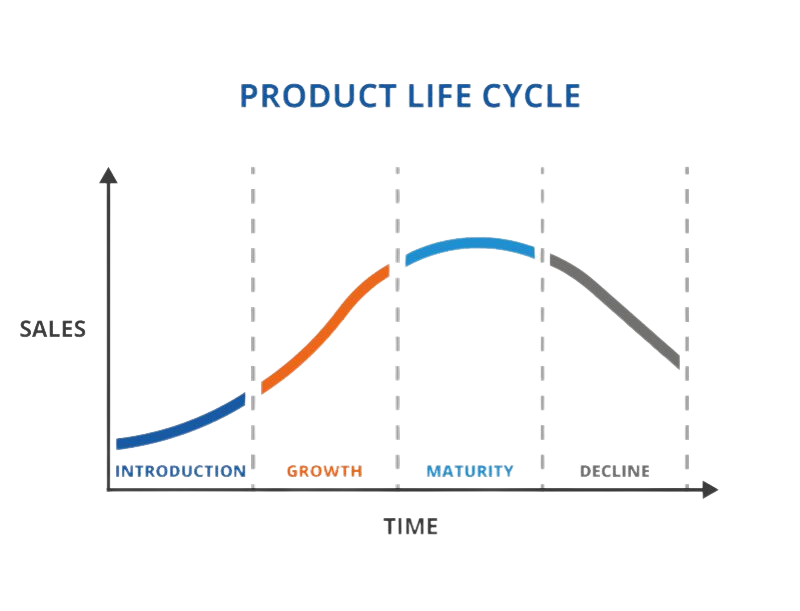 PRODUCT LIFE CYCLE
SALES
INTRODUCTION
GROWTH
MATURITY
DECLINE
TIME